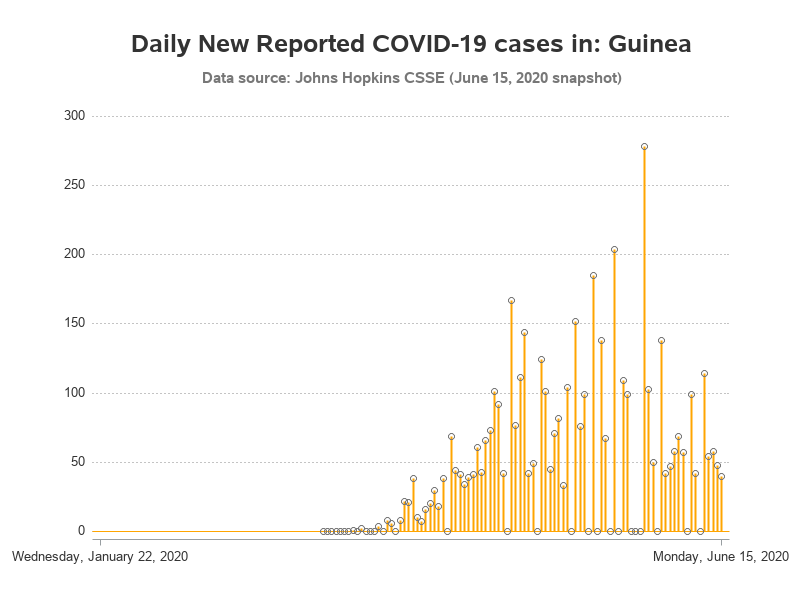 Daily New Reported COVID-19 cases in: Guinea
Data source: Johns Hopkins CSSE (June 15, 2020 snapshot)
300
250
200
150
100
50
0
Wednesday, January 22, 2020
Monday, June 15, 2020